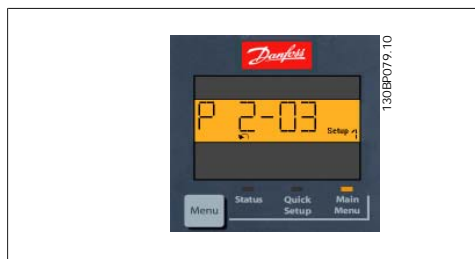 Danfoss
P 2-03
Setup 1
Menu
Status
Quick Setup
Main Menu
130BP079.10